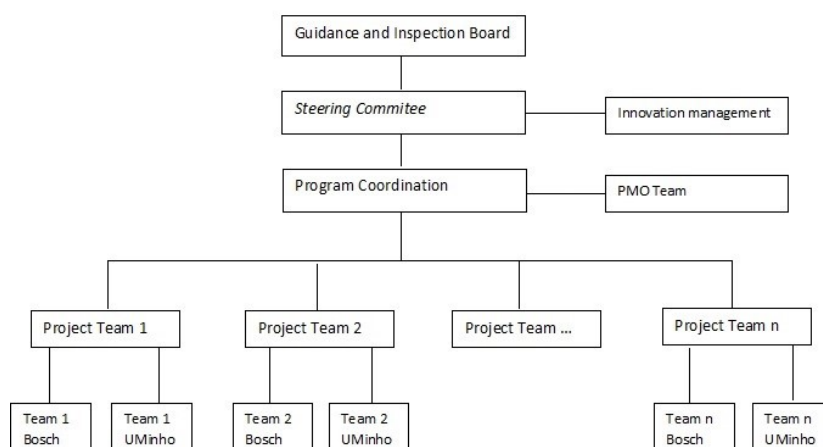 Guidance and Inspection Board
Steering Commitee
Innovation management
Program Coordination
PMO Team
Project Team 1
Project Team 2
Project Team ...
Project Team n
Team 1
Bosch
Team 1
UMinho
Team 2
Bosch
Team 2
UMinho
Team n
Bosch
Team n
UMinho